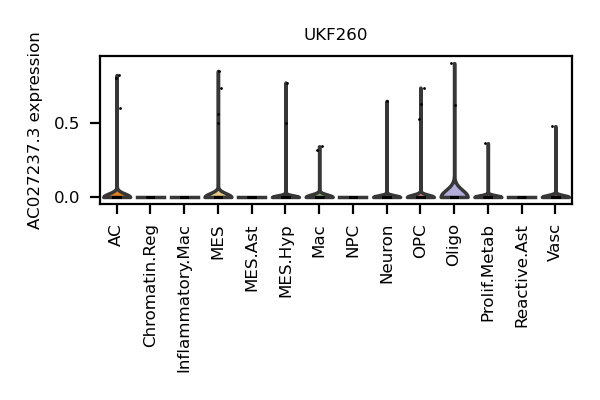 UKF260
AC027237.3 expression
0.5
0.0
AC
Chromatin.Reg
Inflammatory.Mac
MES
MES.Ast
MES.Hyp
Mac
NPC
Neuron
OPC
Oligo
Prolif.Metab
Reactive.Ast
Vasc